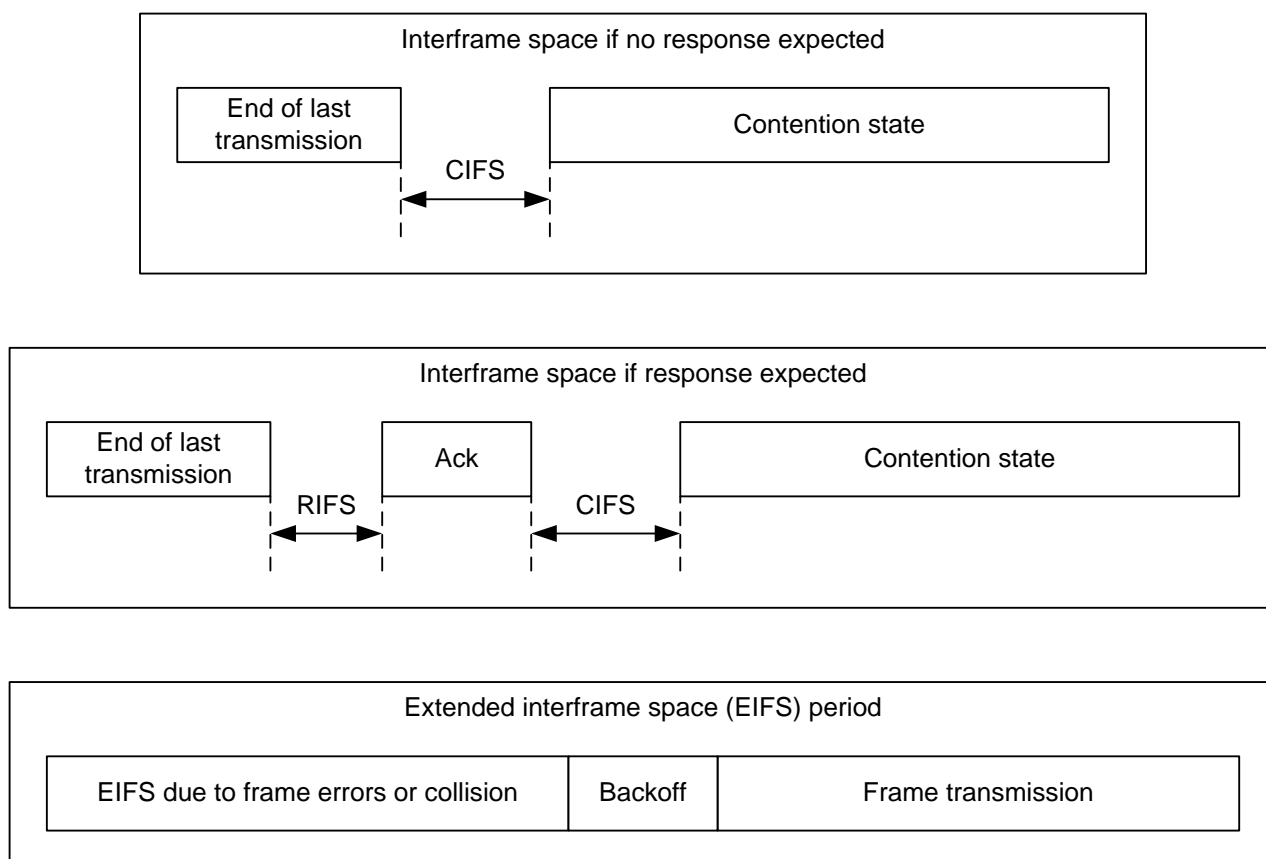 Interframe space if no response expected
End of last
transmission
Contention state
CIFS
Interframe space if response expected
End of last
transmission
Ack
Contention state
RIFS
CIFS
Extended interframe space (EIFS) period
EIFS due to frame errors or collision
Backoff
Frame transmission